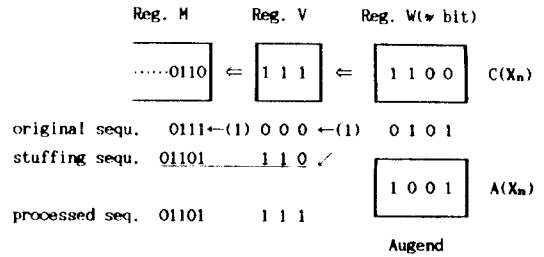 Reg. M Reg. V Reg. W(w bit)
······0110 ⇐ 1 1 1 ⇐ 1 1 0 0 C(Xn)
original sequ. 0111←(1) 0 0 0 ←(1) 0 1 0 1
stuffing sequ. 01101 1 1 0 ✓
1 0 0 1 A(Xn)
processed seq. 01101 1 1 1
Augend